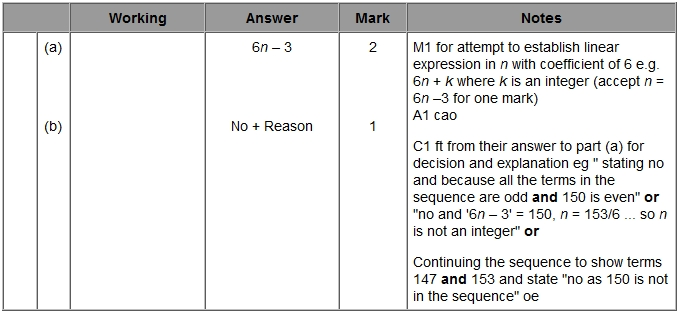 Working Answer Mark Notes
(a) 6n – 3 2 M1 for attempt to establish linear
expression in n with coefficient of 6 e.g.
6n + k where k is an integer (accept n =
6n –3 for one mark)
A1 cao
(b) No + Reason 1
C1 ft from their answer to part (a) for
decision and explanation eg " stating no
and because all the terms in the
sequence are odd and 150 is even" or
"no and '6n – 3' = 150, n = 153/6 ... so n
is not an integer" or
Continuing the sequence to show terms
147 and 153 and state "no as 150 is not
in the sequence" oe